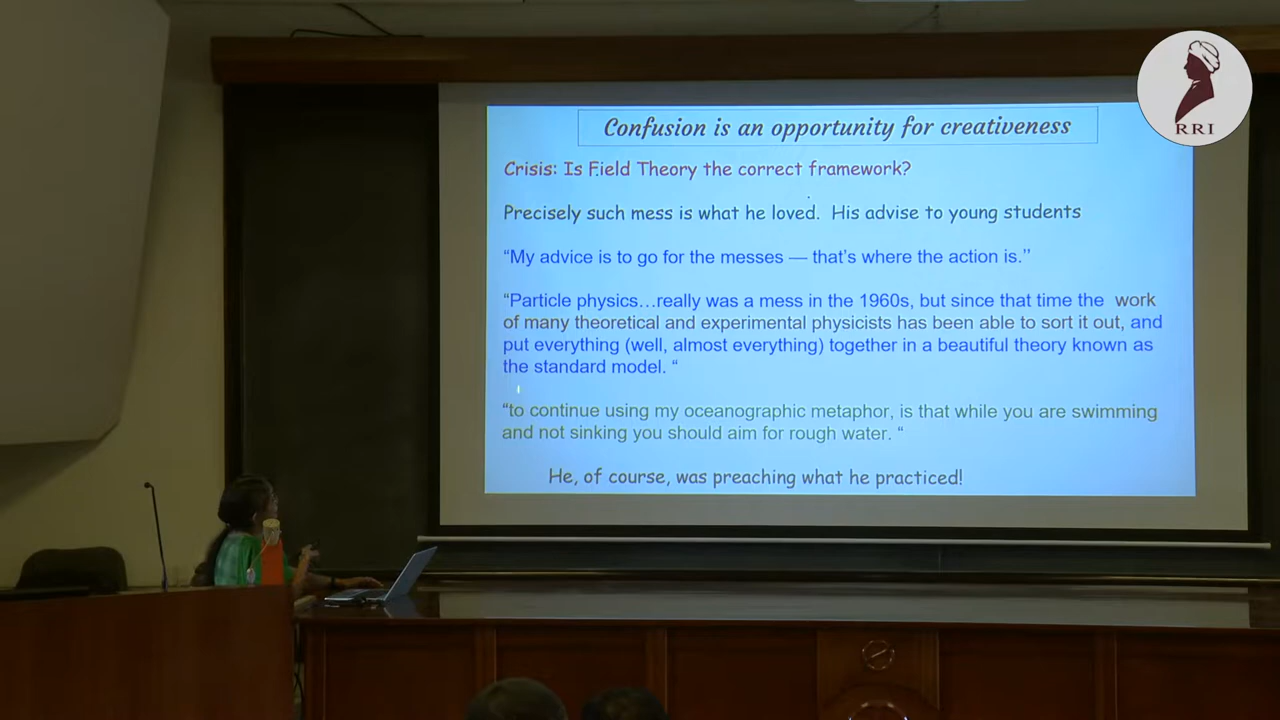 RRI
Confusion is an opportunity for creativeness
Crisis: Is Field Theory the correct framework?
Precisely such mess is what he loved. His advise to young students
“My advice is to go for the messes — that’s where the action is.’’
“Particle physics…really was a mess in the 1960s, but since that time the work
of many theoretical and experimental physicists has been able to sort it out, and
put everything (well, almost everything) together in a beautiful theory known as
the standard model. “
“to continue using my oceanographic metaphor, is that while you are swimming
and not sinking you should aim for rough water. “
He, of course, was preaching what he practiced!